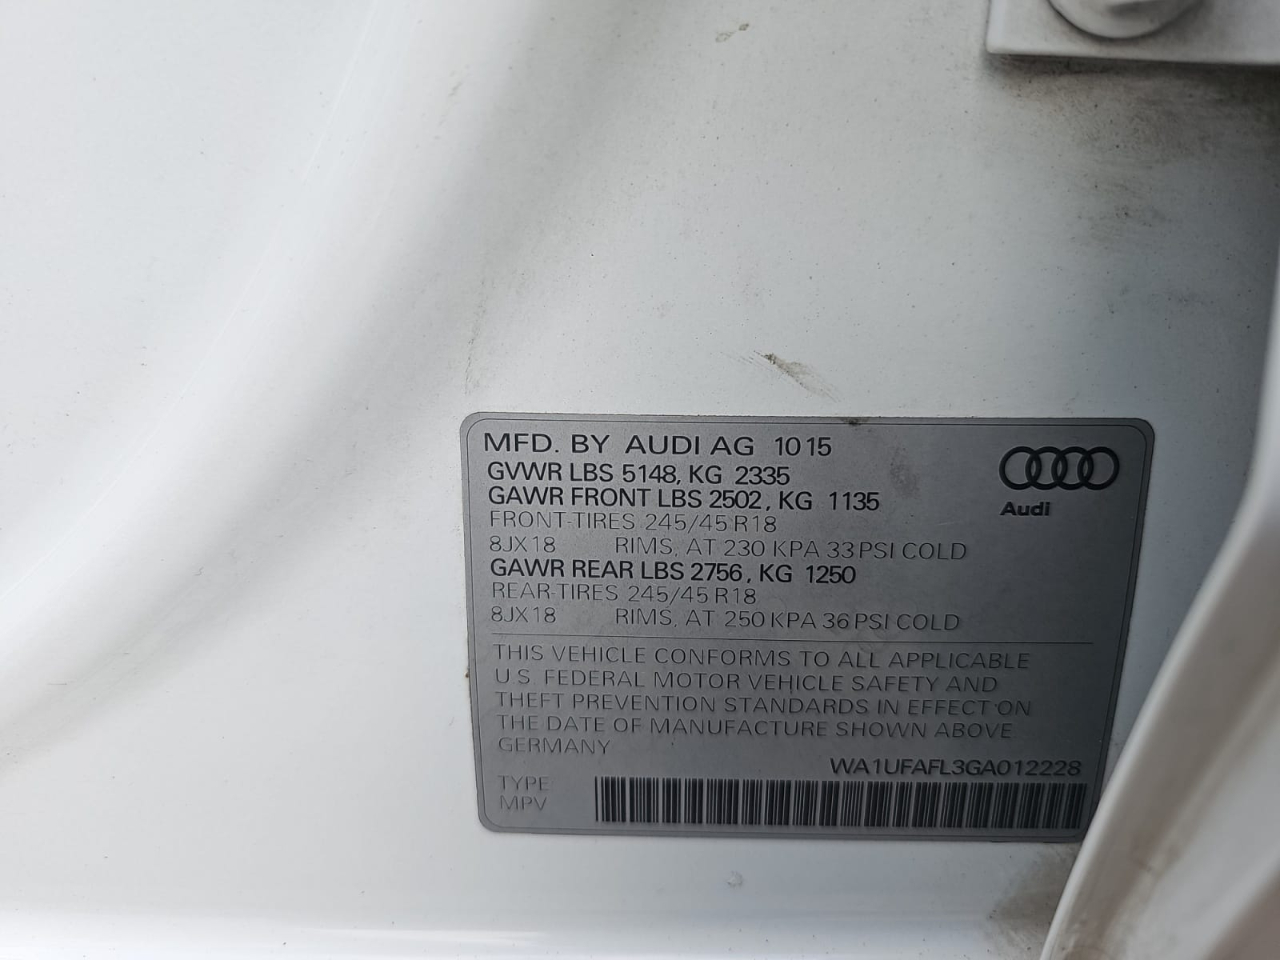 MFD. BY AUDI AG 10 15
GVWR LBS 5148, KG 2335
GAWR FRONT LBS 2502, KG 1135
FRONT-TIRES 245/45 R18
8JX18 RIMS, AT 230 KPA 33 PSI COLD
GAWR REAR LBS 2756, KG 1250
REAR-TIRES 245/45 R18
8JX18 RIMS, AT 250 KPA 36 PSI COLD
Audi
THIS VEHICLE CONFORMS TO ALL APPLICABLE
U.S. FEDERAL MOTOR VEHICLE SAFETY AND
THEFT PREVENTION STANDARDS IN EFFECT ON
THE DATE OF MANUFACTURE SHOWN ABOVE
GERMANY
WA1UFAFL3GA012228
TYPE
MPV